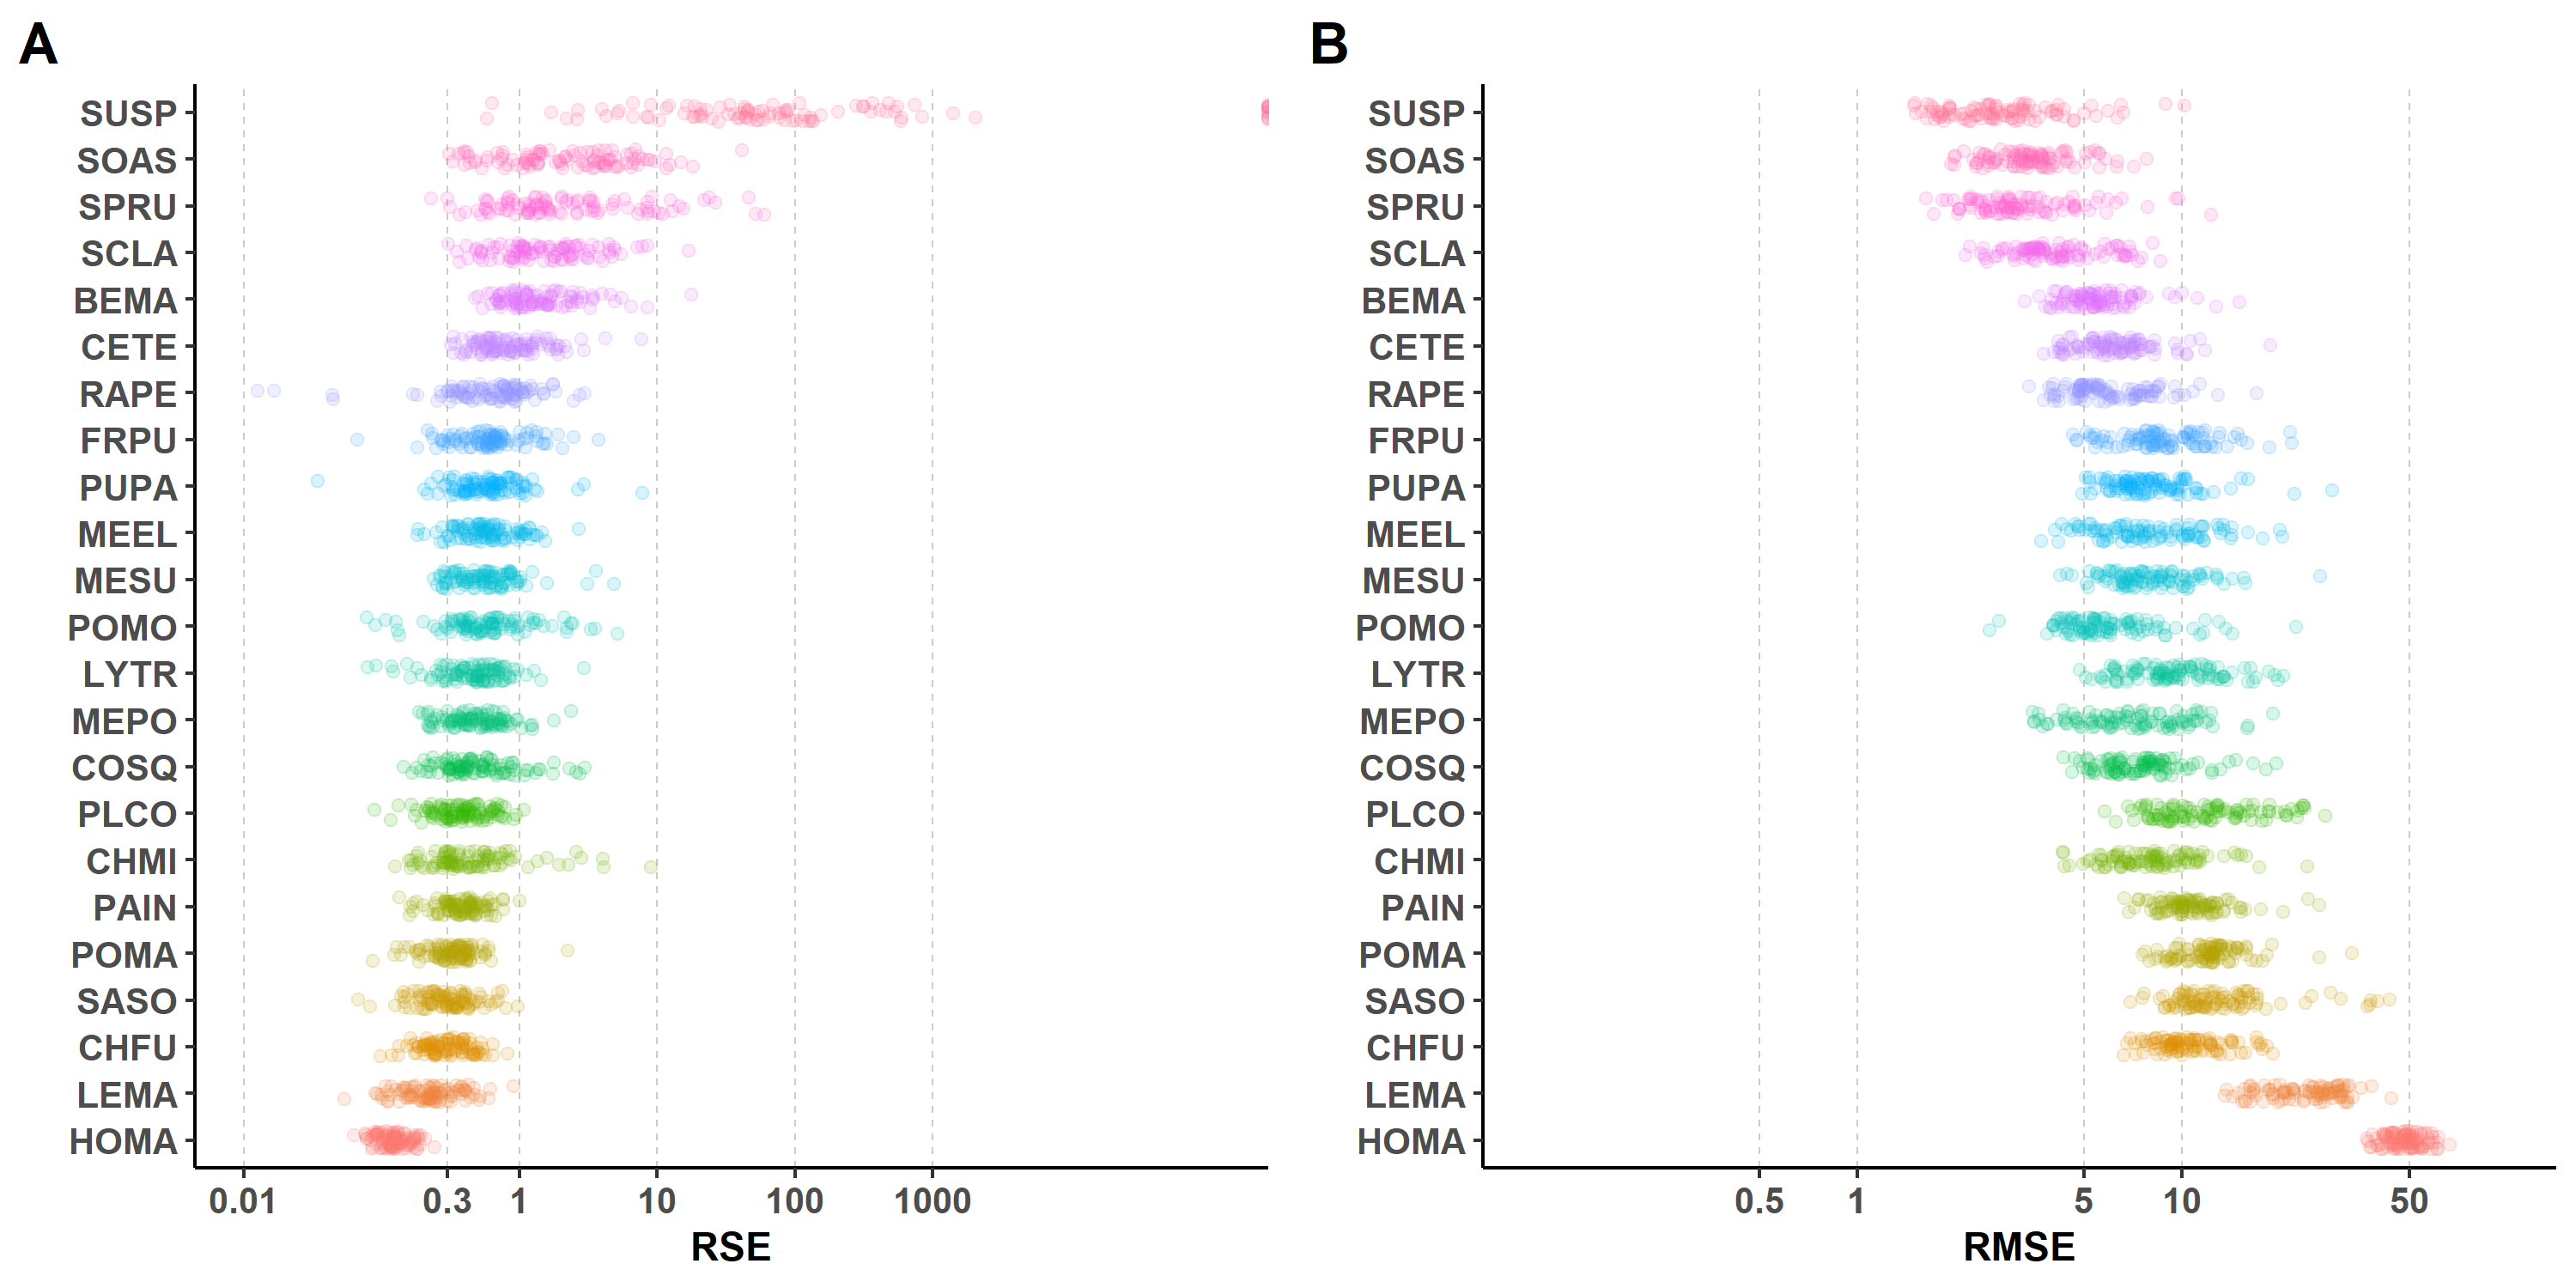 A
SUSP
SOAS
SPRU
SCLA
BEMA
CETE
RAPE
FRPU
PUPA
MEEL
MESU
POMO
LYTR
MEPO
COSQ
PLCO
CHMI
PAIN
POMA
SASO
CHFU
LEMA
HOMA
0.01 0.3 1 10 100 1000
RSE
B
SUSP
SOAS
SPRU
SCLA
BEMA
CETE
RAPE
FRPU
PUPA
MEEL
MESU
POMO
LYTR
MEPO
COSQ
PLCO
CHMI
PAIN
POMA
SASO
CHFU
LEMA
HOMA
0.5 1 5 10 50
RMSE